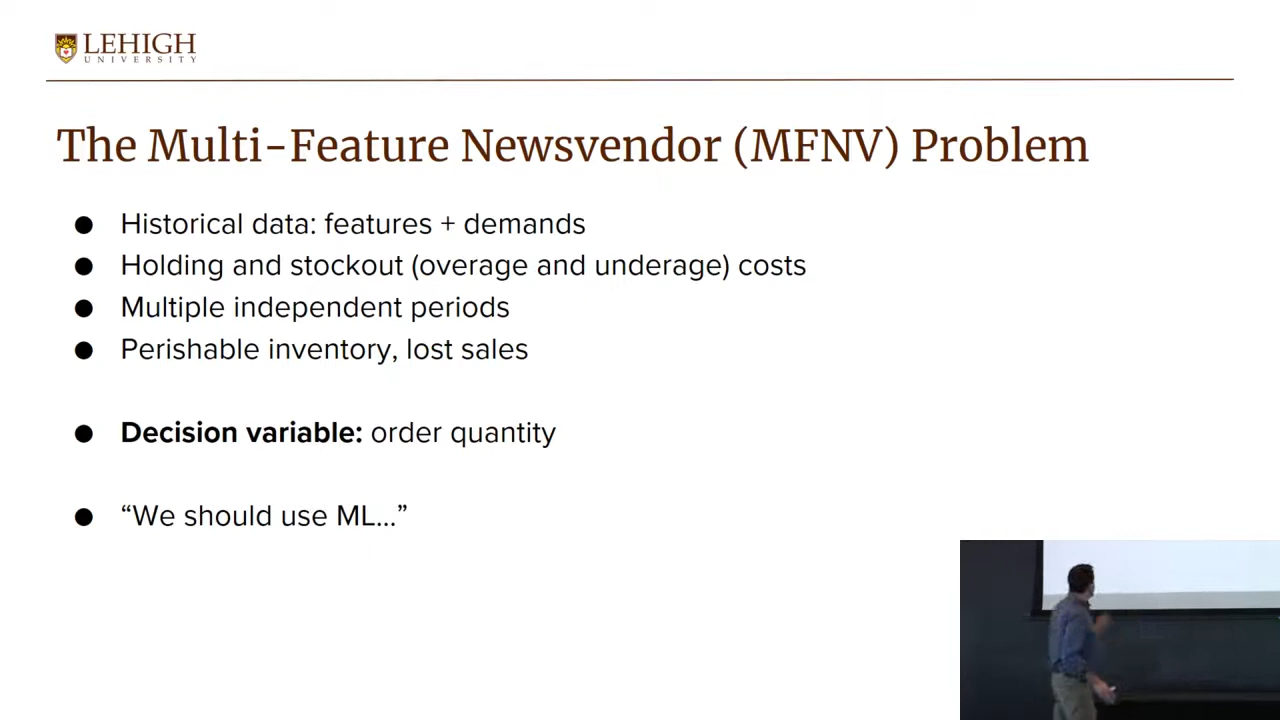 LEHIGH
UNIVERSITY
The Multi-Feature Newsvendor (MFNV) Problem
● Historical data: features + demands
● Holding and stockout (overage and underage) costs
● Multiple independent periods
● Perishable inventory, lost sales
● Decision variable: order quantity
● “We should use ML...”